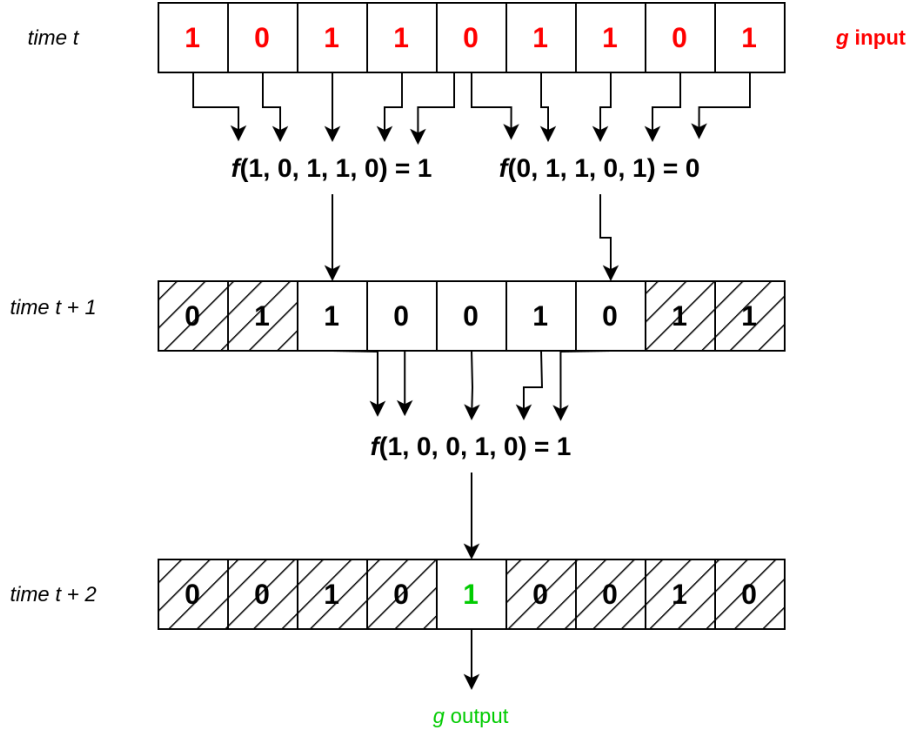 time t 1 0 1 1 0 1 1 0 1 g input
f(1, 0, 1, 1, 0) = 1 f(0, 1, 1, 0, 1) = 0
time t + 1 0 1 1 0 0 1 0 1 1
f(1, 0, 0, 1, 0) = 1
time t + 2 0 0 1 0 1 0 0 1 0
g output